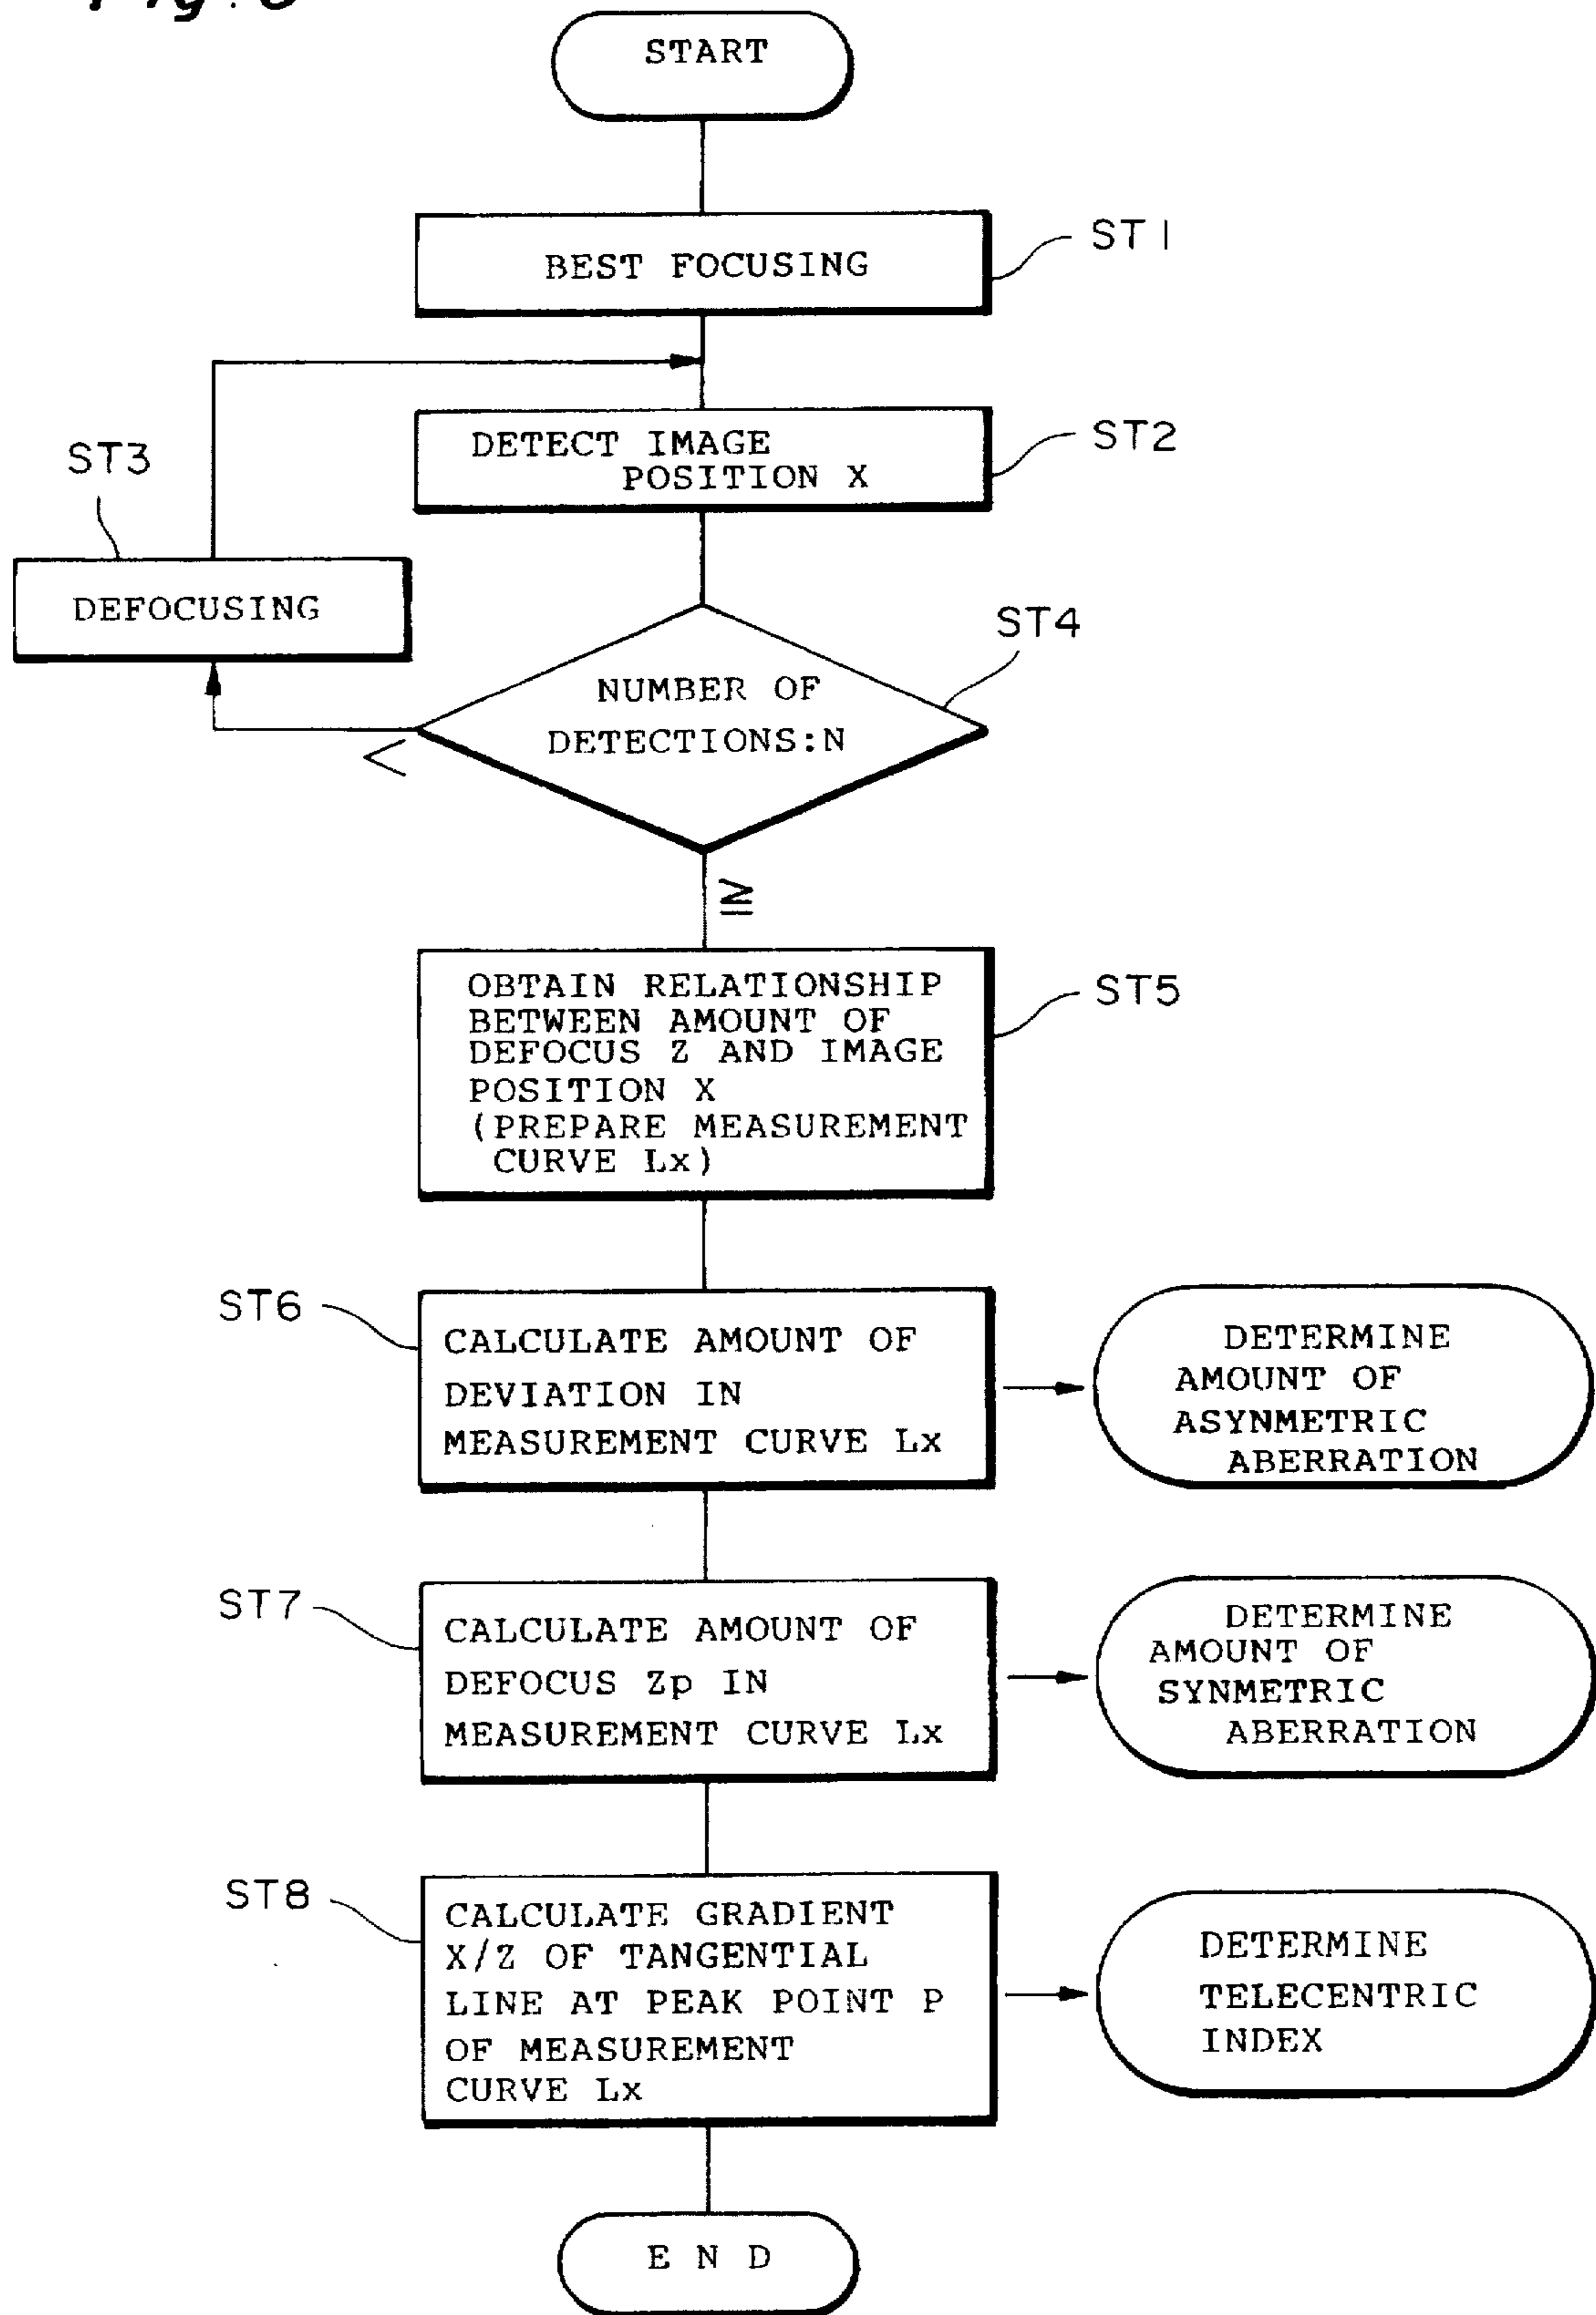 START
BEST FOCUSING
ST1
DETECT IMAGE
POSITION X
ST2
ST3
DEFOCUSING
ST4
NUMBER OF
DETECTIONS:N
<
≧
OBTAIN RELATIONSHIP
BETWEEN AMOUNT OF
DEFOCUS Z AND IMAGE
POSITION X
(PREPARE MEASUREMENT
CURVE Lx)
ST5
ST6
CALCULATE AMOUNT OF
DEVIATION IN
MEASUREMENT CURVE Lx
DETERMINE
AMOUNT OF
ASYNMETRIC
ABERRATION
ST7
CALCULATE AMOUNT OF
DEFOCUS Zp IN
MEASUREMENT CURVE Lx
DETERMINE
AMOUNT OF
SYNMETRIC
ABERRATION
ST8
CALCULATE GRADIENT
X/Z OF TANGENTIAL
LINE AT PEAK POINT P
OF MEASUREMENT
CURVE Lx
DETERMINE
TELECENTRIC
INDEX
E N D